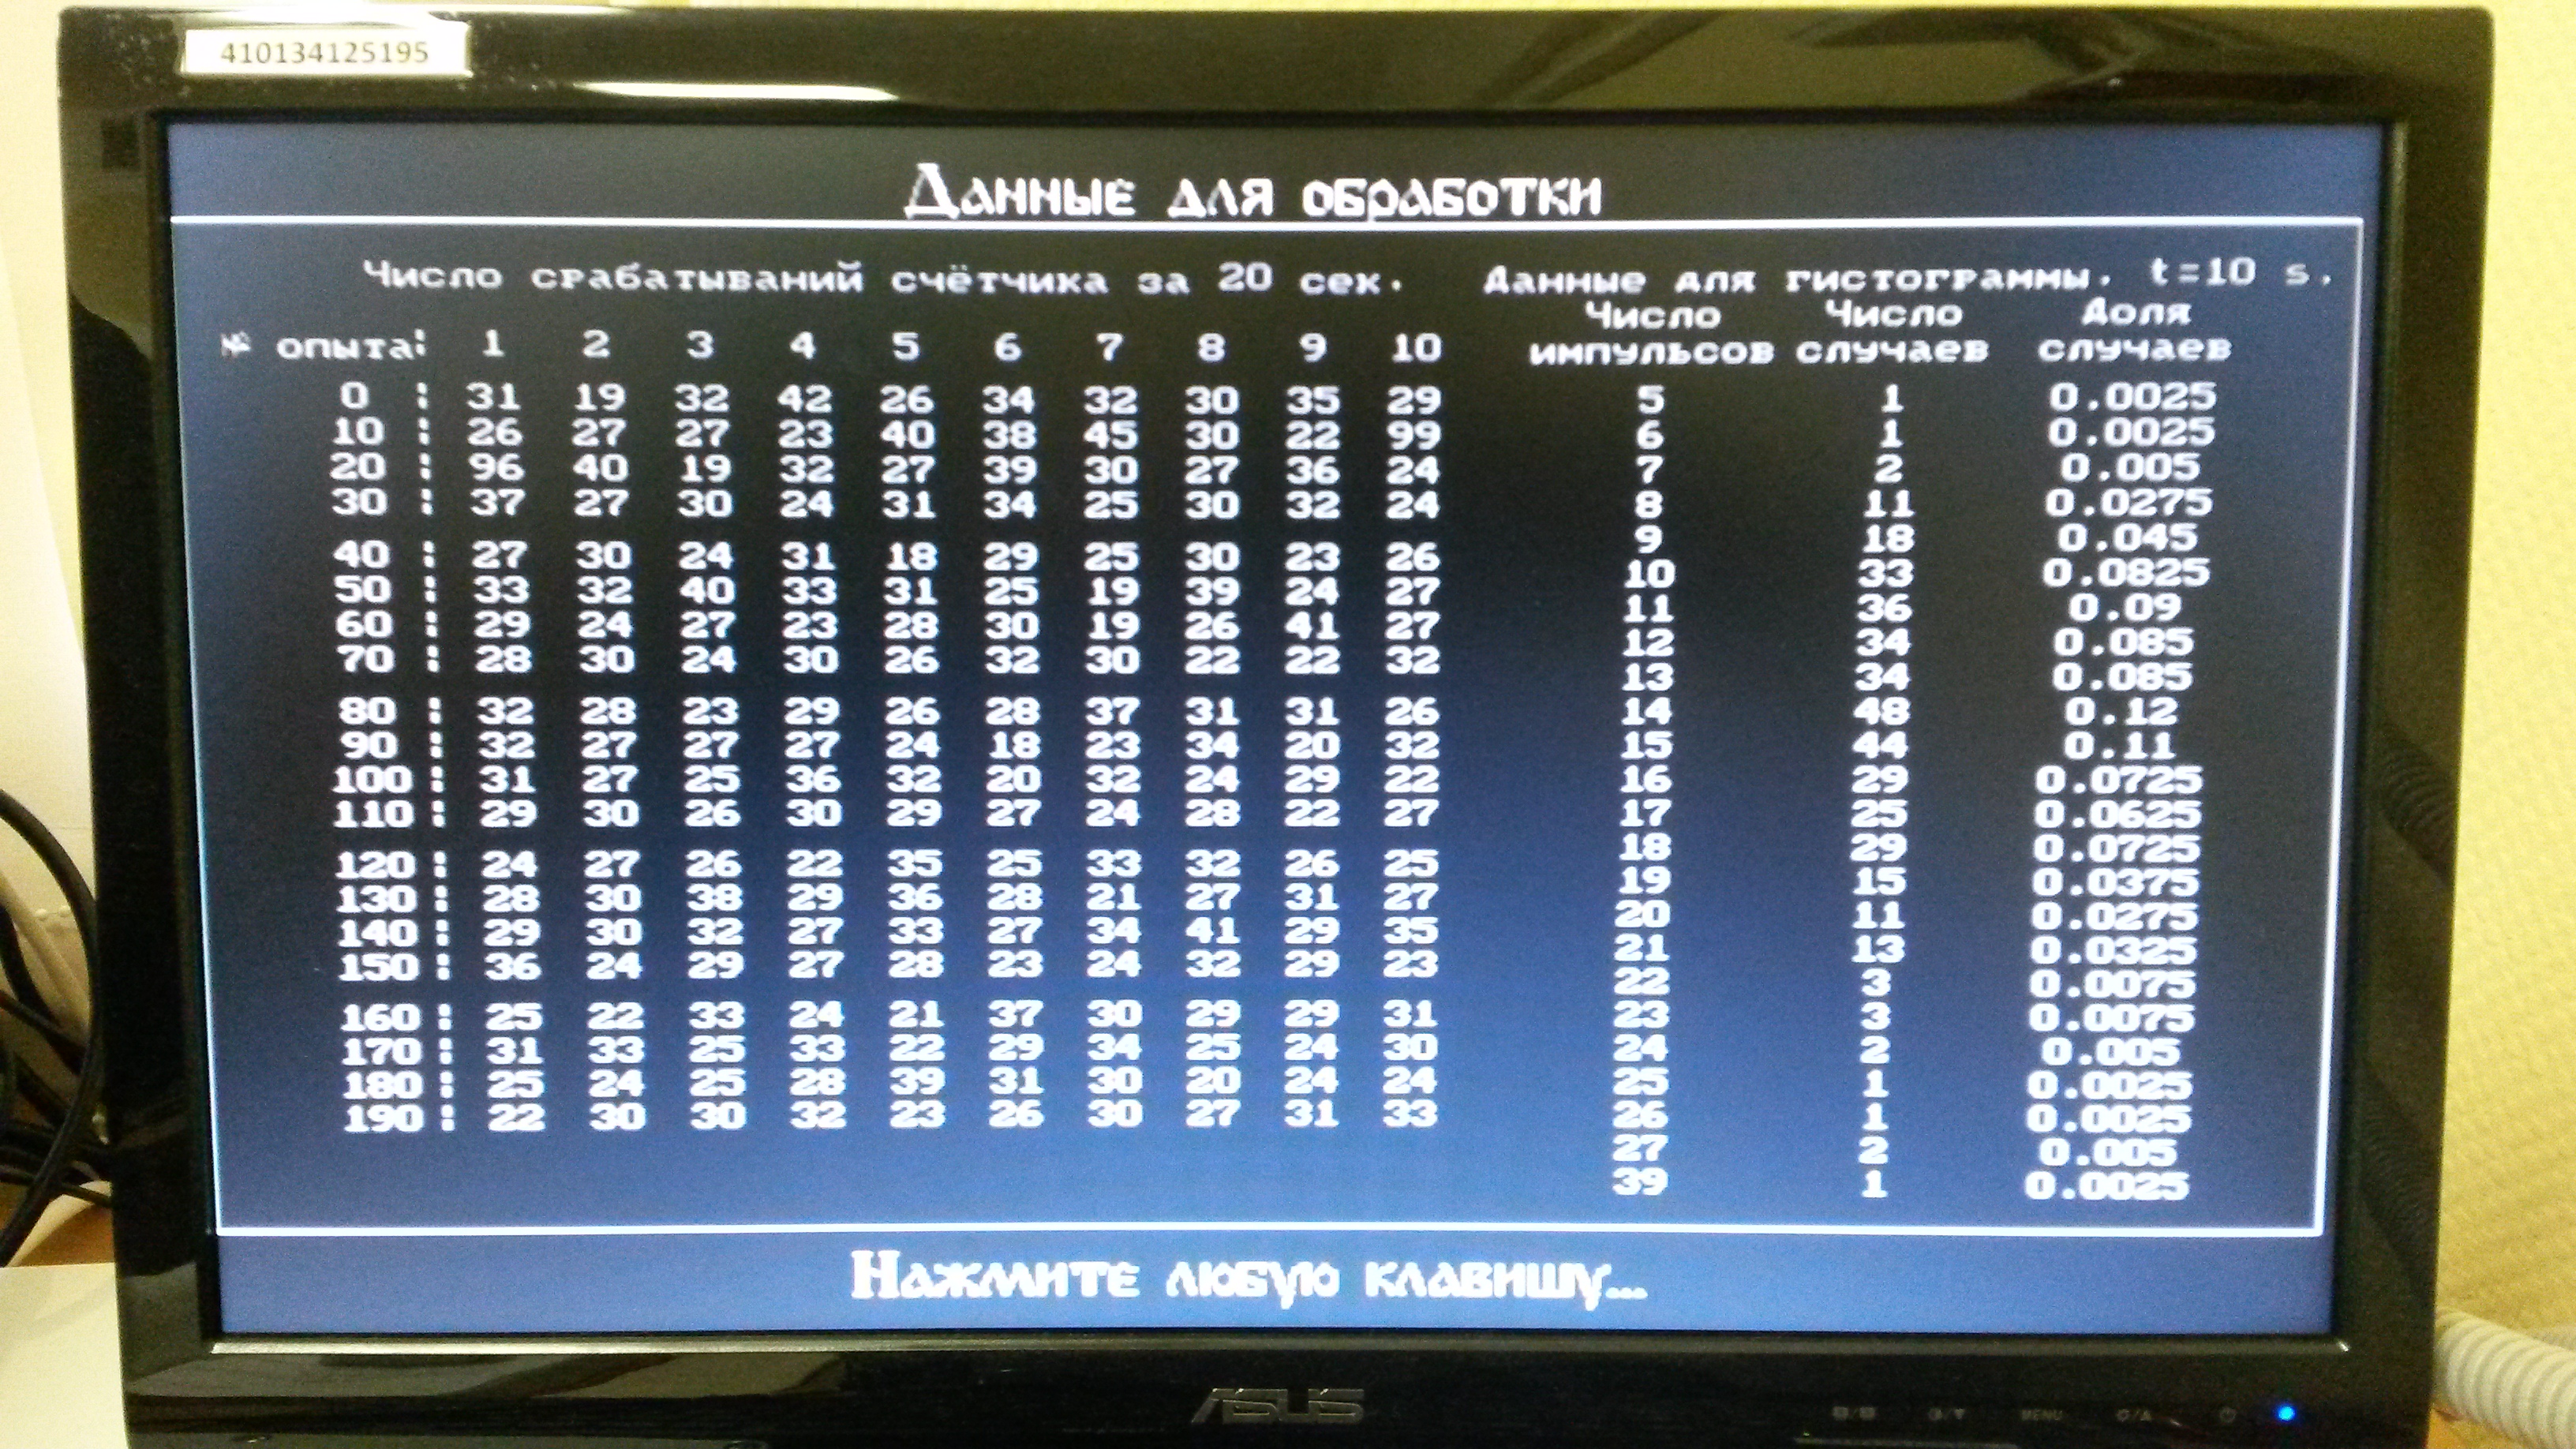 410134125195
Данные для обработки
Число срабатываний счётчика за 20 сек.
№ опыта: 1 2 3 4 5 6 7 8 9 10
0 : 31 19 32 42 26 34 32 30 35 29
10 : 26 27 27 23 40 38 45 30 22 99
20 : 96 40 19 32 27 39 30 27 36 24
30 : 37 27 30 24 31 34 25 30 32 24
40 : 27 30 24 31 18 29 25 30 23 26
50 : 33 32 40 33 31 25 19 39 24 27
60 : 29 24 27 23 28 30 19 26 41 27
70 : 28 30 24 30 26 32 30 22 22 32
80 : 32 28 23 29 26 28 37 31 31 26
90 : 32 27 27 27 24 18 23 34 20 32
100 : 31 27 25 36 32 20 32 24 29 22
110 : 29 30 26 30 29 27 24 28 22 27
120 : 24 27 26 22 35 25 33 32 26 25
130 : 28 30 38 29 36 28 21 27 31 27
140 : 29 30 32 27 33 27 34 41 29 35
150 : 36 24 29 27 28 23 24 32 29 23
160 : 25 22 33 24 21 37 30 29 29 31
170 : 31 33 25 33 22 29 34 25 24 30
180 : 25 24 25 28 39 31 30 20 24 24
190 : 22 30 30 32 23 26 30 27 31 33
Данные для гистограммы. t=10 s.
Число Число Доля
импульсов случаев случаев
5 1 0.0025
6 1 0.0025
7 2 0.005
8 11 0.0275
9 18 0.045
10 33 0.0825
11 36 0.09
12 34 0.085
13 34 0.085
14 48 0.12
15 44 0.11
16 29 0.0725
17 25 0.0625
18 29 0.0725
19 15 0.0375
20 11 0.0275
21 13 0.0325
22 3 0.0075
23 3 0.0075
24 2 0.005
25 1 0.0025
26 1 0.0025
27 2 0.005
39 1 0.0025
Нажмите любую клавишу...
ASUS
MENU